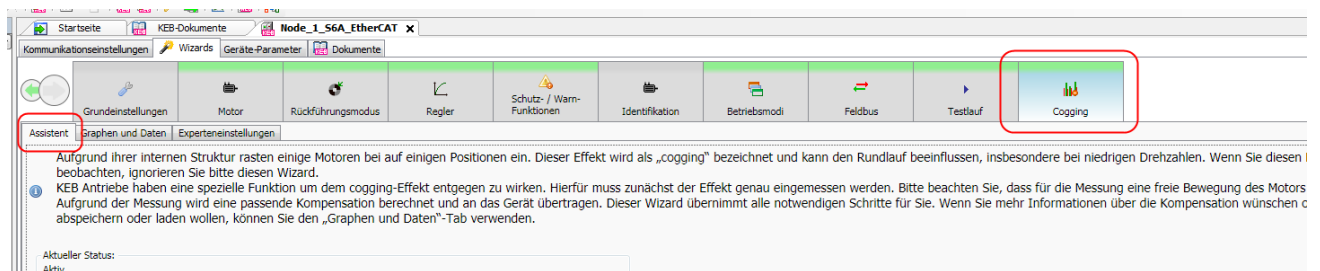 Startseite KEB-Dokumente Node_1_S6A_EtherCAT x
Kommunikationseinstellungen Wizards Geräte-Parameter Dokumente
Grundeinstellungen Motor Rückführungsmodus Regler Schutz- / Warn-Funktionen Identifikation Betriebsmodi Feldbus Testlauf Cogging
Assistent Graphen und Daten Experteneinstellungen
Aufgrund ihrer internen Struktur rasten einige Motoren bei auf einigen Positionen ein. Dieser Effekt wird als „cogging" bezeichnet und kann den Rundlauf beeinflussen, insbesondere bei niedrigen Drehzahlen. Wenn Sie diesen
beobachten, ignorieren Sie bitte diesen Wizard.
KEB Antriebe haben eine spezielle Funktion um dem cogging-Effekt entgegen zu wirken. Hierfür muss zunächst der Effekt genau eingemessen werden. Bitte beachten Sie, dass für die Messung eine freie Bewegung des Motors
Aufgrund der Messung wird eine passende Kompensation berechnet und an das Gerät übertragen. Dieser Wizard übernimmt alle notwendigen Schritte für Sie. Wenn Sie mehr Informationen über die Kompensation wünschen
abspeichern oder laden wollen, können Sie den „Graphen und Daten"-Tab verwenden.
Aktueller Status:
Aktiv